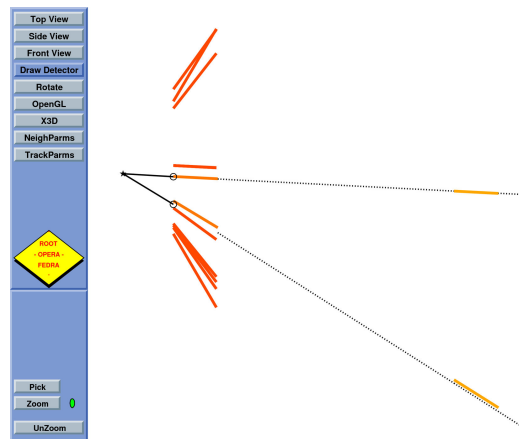 Top View
Side View
Front View
Draw Detector
Rotate
OpenGL
X3D
NeighParms
TrackParms
ROOT
- OPERA -
FEDRA
-
Pick
Zoom
UnZoom